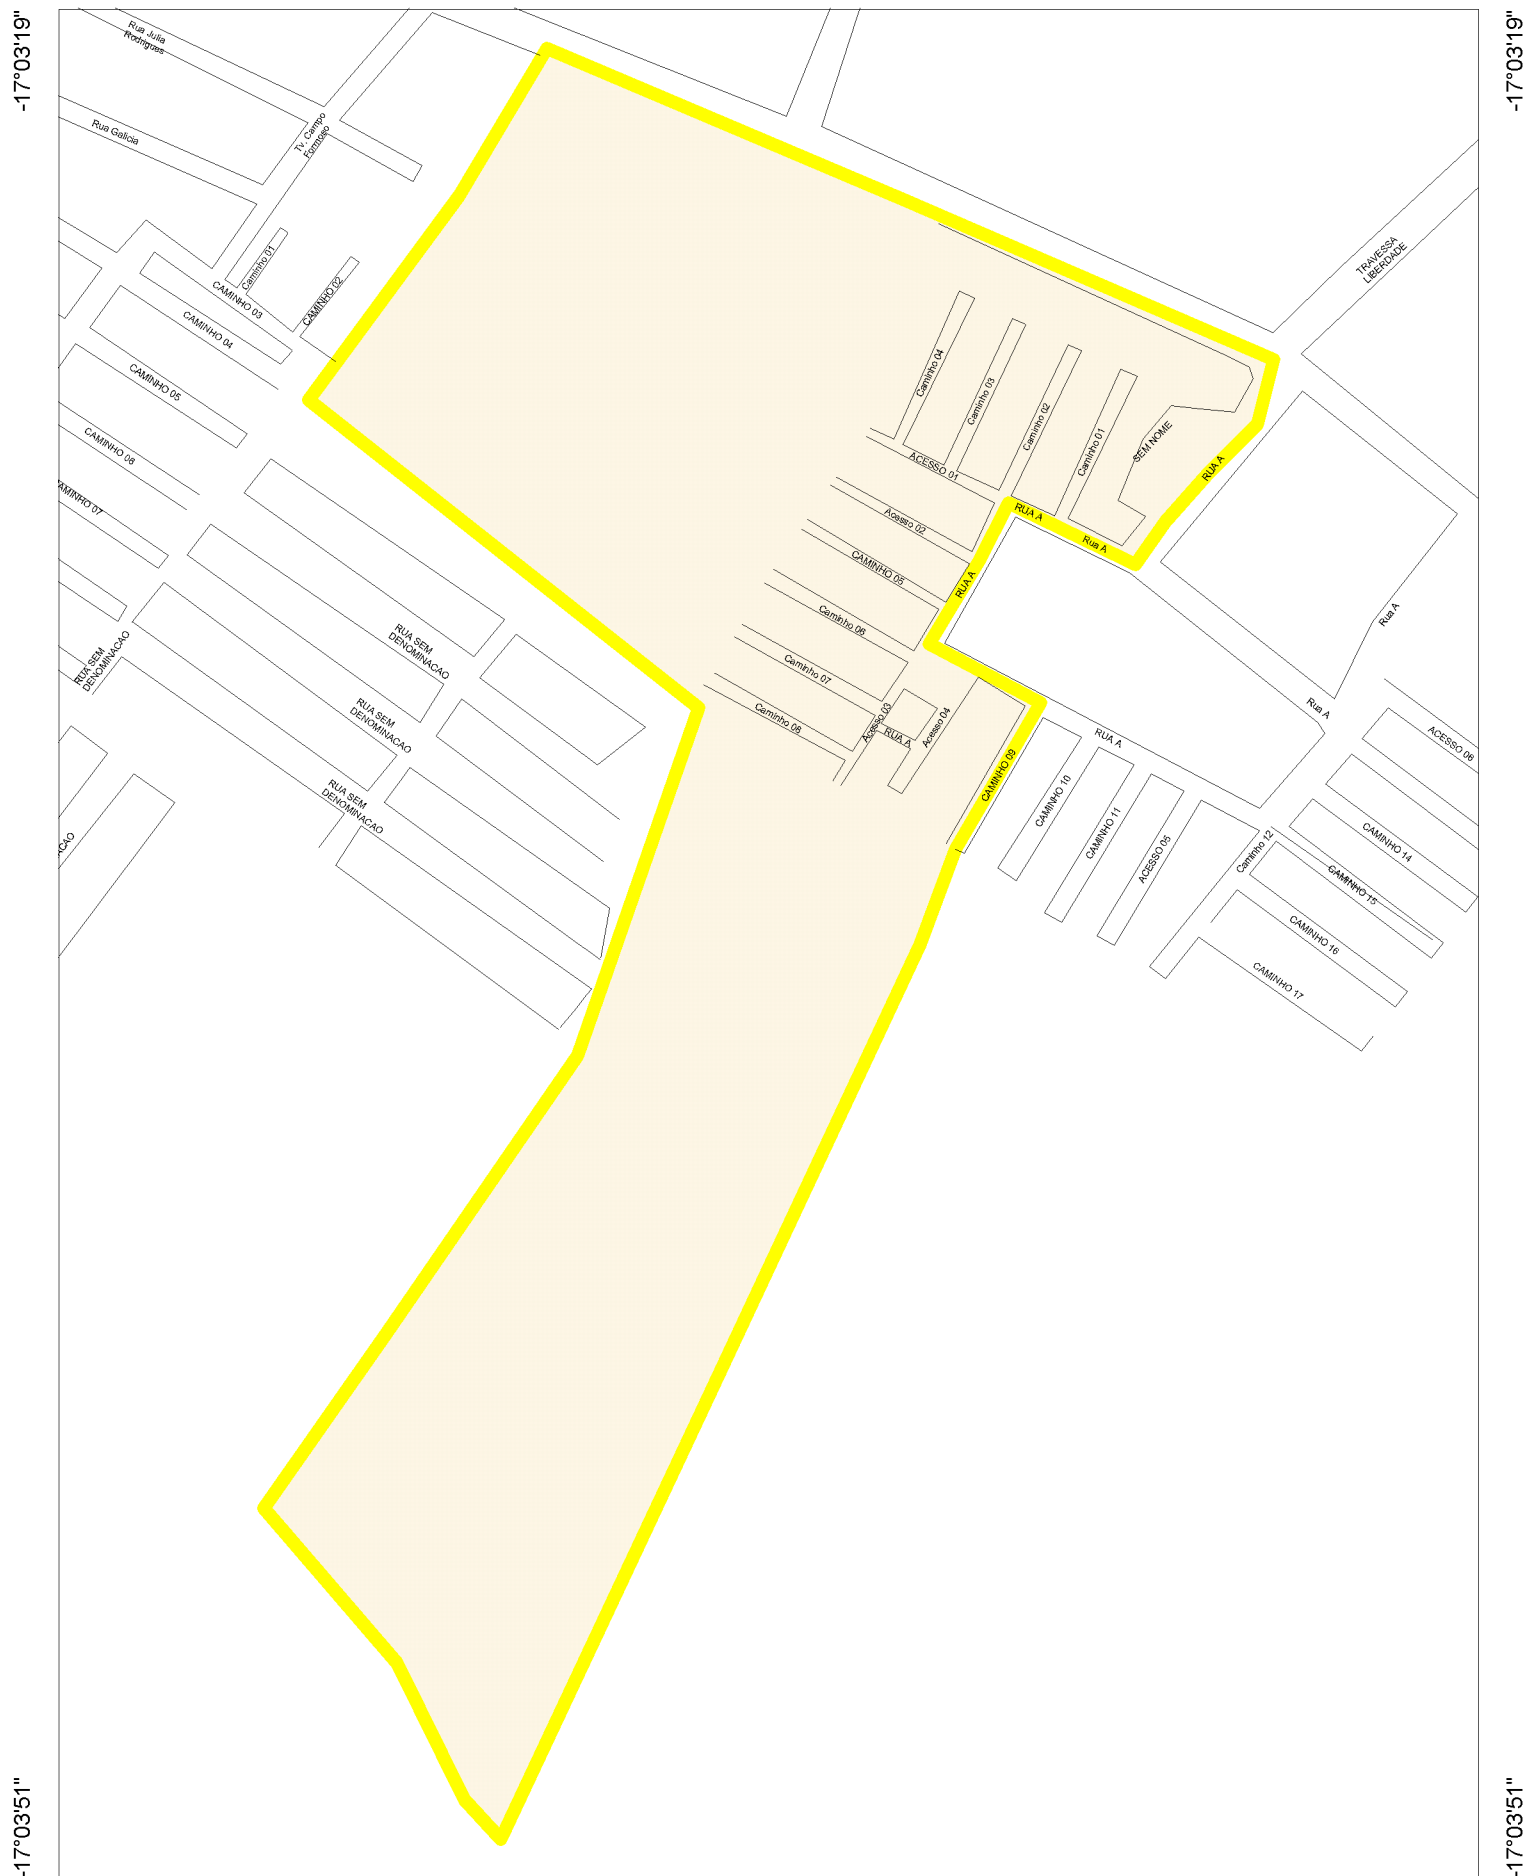 -17°03'19"
-17°03'19"
Rua Julia
Rodrigues
Rua Galicia
Tv. Campo
Formoso
TRAVESSA
LIBERDADE
Caminho 01
CAMINHO 02
CAMINHO 03
CAMINHO 04
CAMINHO 05
CAMINHO 06
CAMINHO 07
Caminho 04
Caminho 03
Caminho 02
Caminho 01
SEM NOME
RUA A
ACESSO 01
RUA A
Acesso 02
Rua A
CAMINHO 05
RUA A
Caminho 06
Rua A
RUA SEM
DENOMINACAO
RUA SEM
DENOMINACAO
Caminho 07
Rua A
RUA SEM
DENOMINACAO
Caminho 08
Acesso 03
RUA A
Acesso 04
RUA A
ACESSO 06
CAMINHO 09
RUA SEM
DENOMINACAO
CAMINHO 10
CAMINHO 11
ACESSO 05
Caminho 12
CAMINHO 14
CACAO
CAMINHO 15
CAMINHO 16
CAMINHO 17
-17°03'51"
-17°03'51"